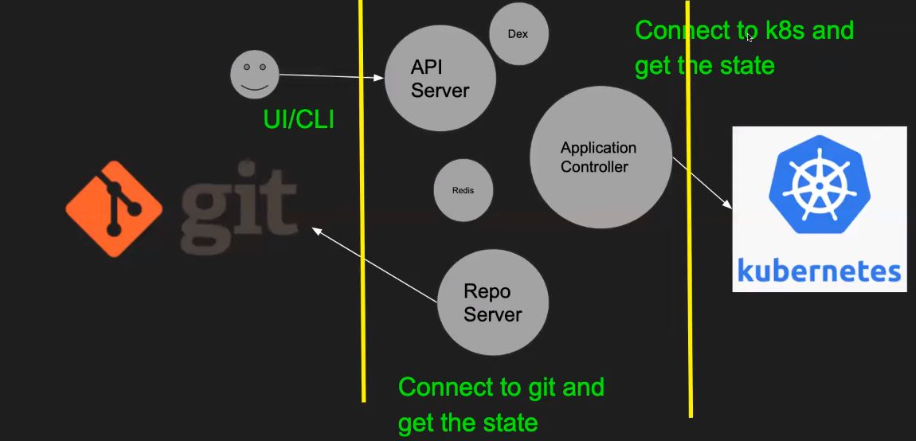 Dex
Connect to k8s and
get the state
API
Server
UI/CLI
Application
Controller
git
Redis
kubernetes
Repo
Server
Connect to git and
get the state